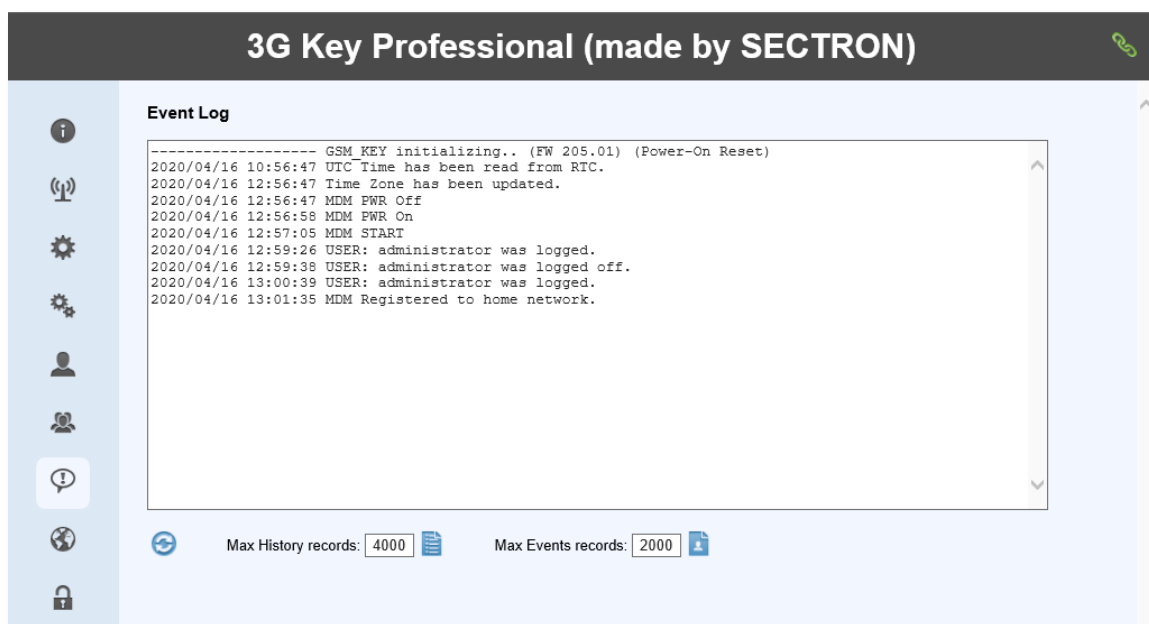 3G Key Professional (made by SECTRON)
Event Log
------------------- GSM_KEY initializing.. (FW 205.01) (Power-On Reset)
2020/04/16 10:56:47 UTC Time has been read from RTC.
2020/04/16 12:56:47 Time Zone has been updated.
2020/04/16 12:56:47 MDM PWR Off
2020/04/16 12:56:58 MDM PWR On
2020/04/16 12:57:05 MDM START
2020/04/16 12:59:26 USER: administrator was logged.
2020/04/16 12:59:38 USER: administrator was logged off.
2020/04/16 13:00:39 USER: administrator was logged.
2020/04/16 13:01:35 MDM Registered to home network.
Max History records: 4000 Max Events records: 2000